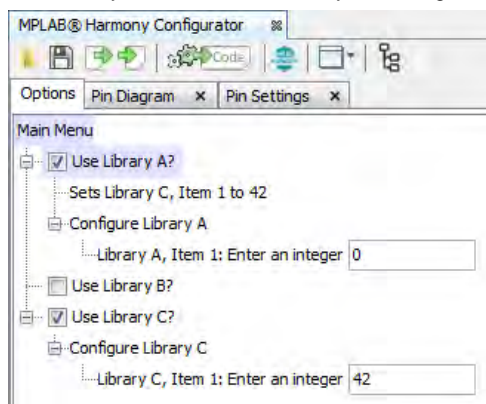 MPLAB® Harmony Configurator
Code
Options Pin Diagram Pin Settings
Main Menu
Use Library A?
Sets Library C, Item 1 to 42
Configure Library A
Library A, Item 1: Enter an integer 0
Use Library B?
Use Library C?
Configure Library C
Library C, Item 1: Enter an integer 42